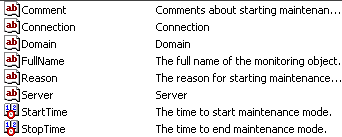 Comment Comments about starting maintenan...
Connection Connection
Domain Domain
FullName The full name of the monitoring object.
Reason The reason for starting maintenance...
Server Server
StartTime The time to start maintenance mode.
StopTime The time to end maintenance mode.